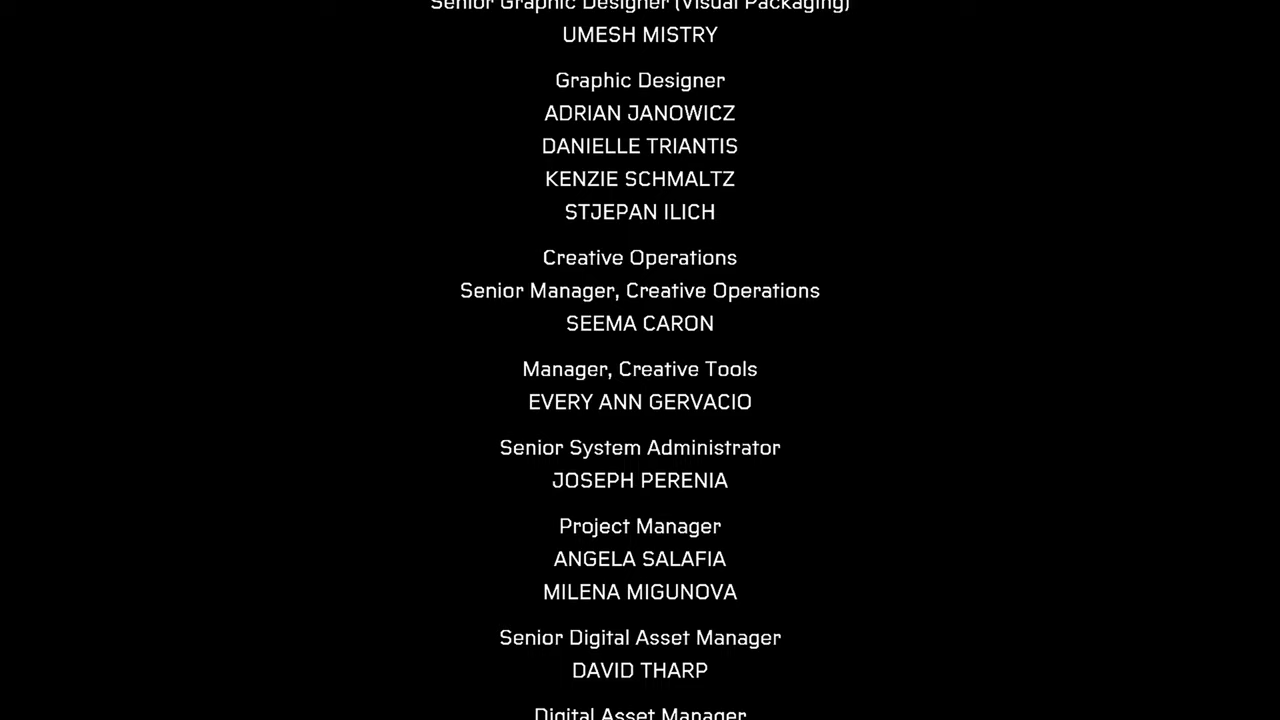 Senior Graphic Designer (Visual Packaging)
UMESH MISTRY
Graphic Designer
ADRIAN JANOWICZ
DANIELLE TRIANTIS
KENZIE SCHMALTZ
STJEPAN ILICH
Creative Operations
Senior Manager, Creative Operations
SEEMA CARON
Manager, Creative Tools
EVERY ANN GERVACIO
Senior System Administrator
JOSEPH PERENIA
Project Manager
ANGELA SALAFIA
MILENA MIGUNOVA
Senior Digital Asset Manager
DAVID THARP
Digital Asset Manager